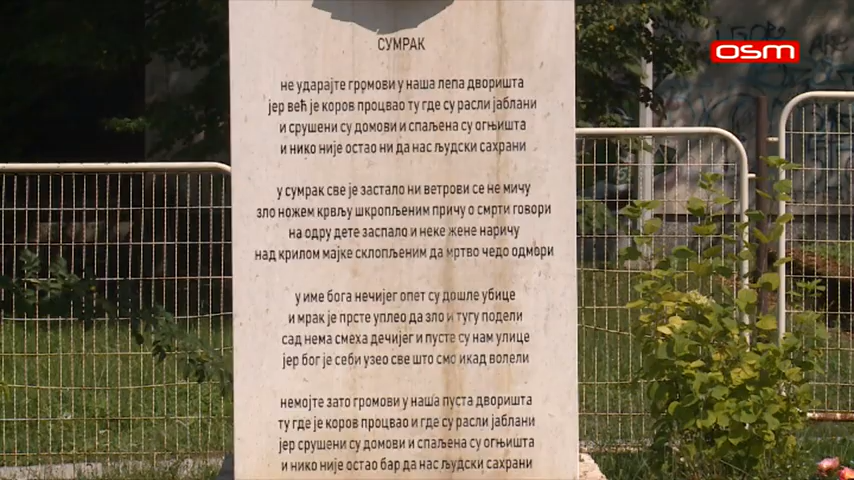 osm
СУМРАК
не ударајте громови у наша лепа дворишта
јер већ је коров процвао ту где су расли јаблани
и срушени су домови и спаљена су огњишта
и нико није остао ни да нас људски сахрани
у сумрак све је застало ни ветрови се не мичу
зло ножем крвљу шкропљеним причу о смрти говори
на одру дете заспало и неке жене наричу
над крилом мајке склопљеним да мртво чедо одмори
у име бога нечијег опет су дошле убице
и мрак је прсте уплео да зло и тугу подели
сад нема смеха дечијег и пусте су нам улице
јер бог је себи узео све што смо икад волели
немојте зато громови у наша пуста дворишта
ту где је коров процвао и где су расли јаблани
јер срушени су домови и спаљена су огњишта
и нико није остао бар да нас људски сахрани